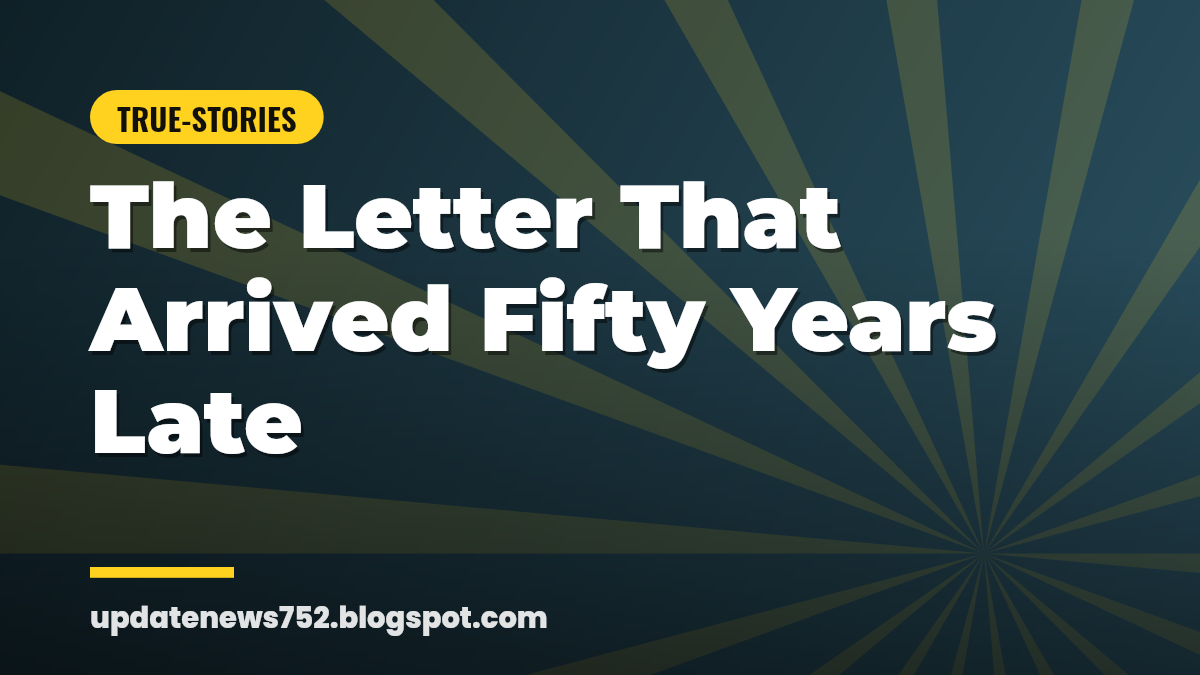 TRUE-STORIES
The Letter That
Arrived Fifty Years
Late
updatenews752.blogspot.com